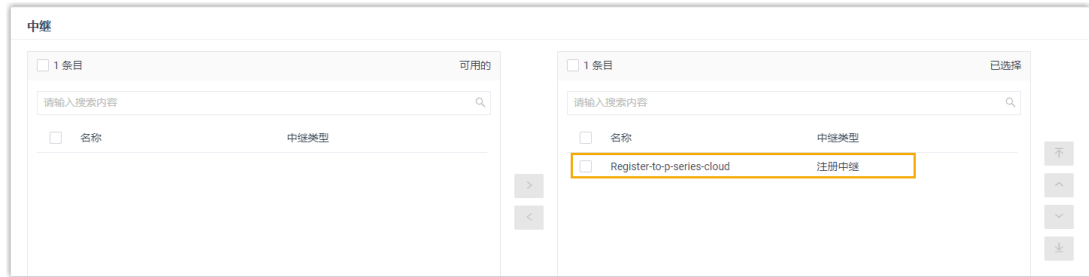 中继
1 条目 可用的
请输入搜索内容
名称 中继类型
1 条目 已选择
请输入搜索内容
名称 中继类型
Register-to-p-series-cloud 注册中继